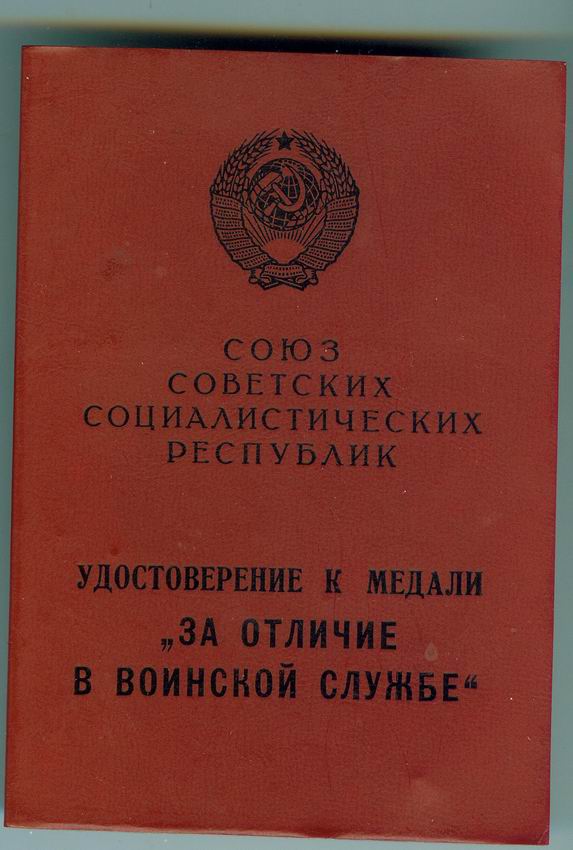 СОЮЗ
СОВЕТСКИХ
СОЦИАЛИСТИЧЕСКИХ
РЕСПУБЛИК
УДОСТОВЕРЕНИЕ К МЕДАЛИ
„ЗА ОТЛИЧИЕ
В ВОИНСКОЙ СЛУЖБЕ“